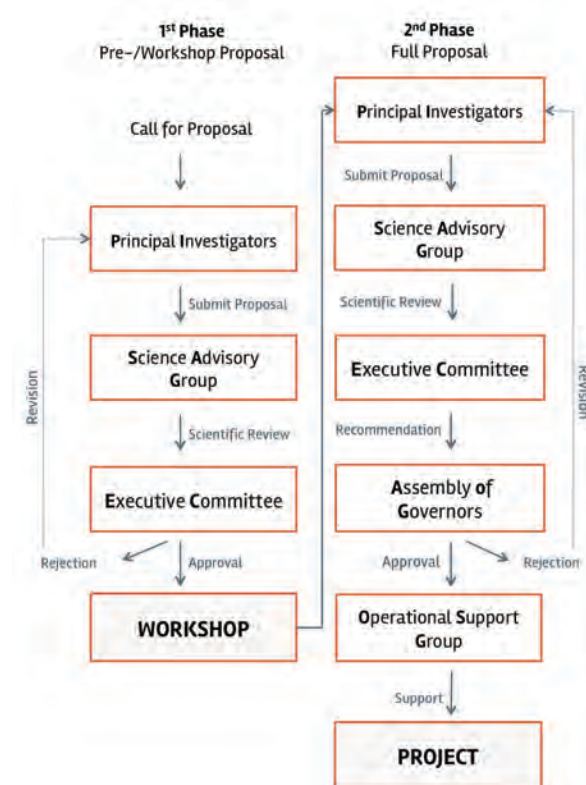 1st Phase
Pre-/Workshop Proposal
Call for Proposal
Principal Investigators
Submit Proposal
Science Advisory
Group
Scientific Review
Executive Committee
Rejection
Approval
WORKSHOP
Revision
2nd Phase
Full Proposal
Principal Investigators
Submit Proposal
Science Advisory
Group
Scientific Review
Executive Committee
Recommendation
Assembly of
Governors
Approval
Rejection
Operational Support
Group
Support
PROJECT
Revision